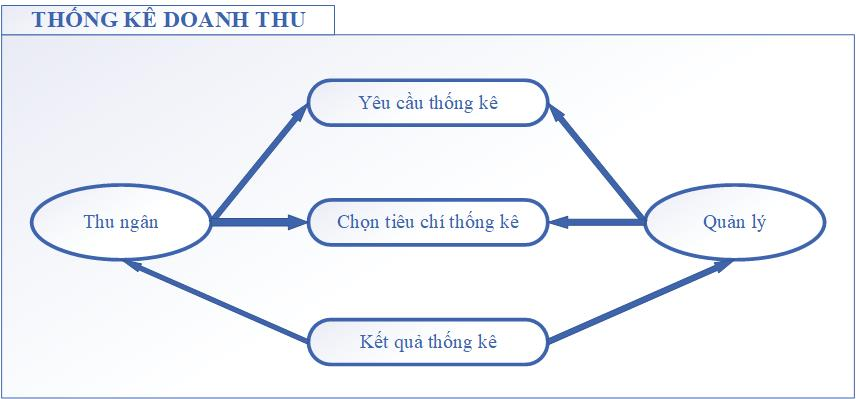 THỐNG KÊ DOANH THU
Yêu cầu thống kê
Thu ngân
Chọn tiêu chí thống kê
Quản lý
Kết quả thống kê